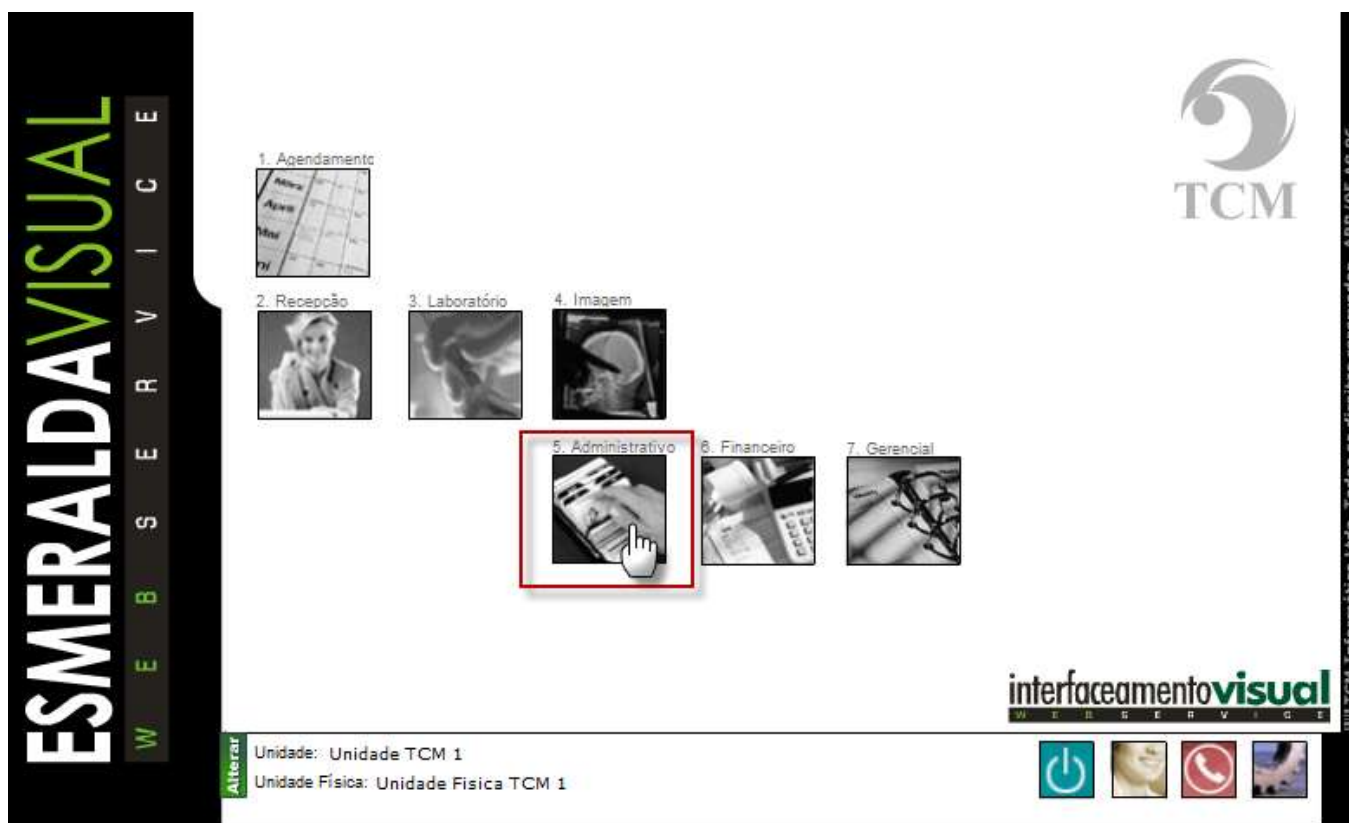 ESMERALDAVISUAL
WEBSERVICE
TCM
1. Agendamento
2. Recepção
3. Laboratório
4. Imagem
5. Administrativo
6. Financeiro
7. Gerencial
interfaceamentovisual
WEBSERVICE
Alterar
Unidade: Unidade TCM 1
Unidade Física: Unidade Fisica TCM 1